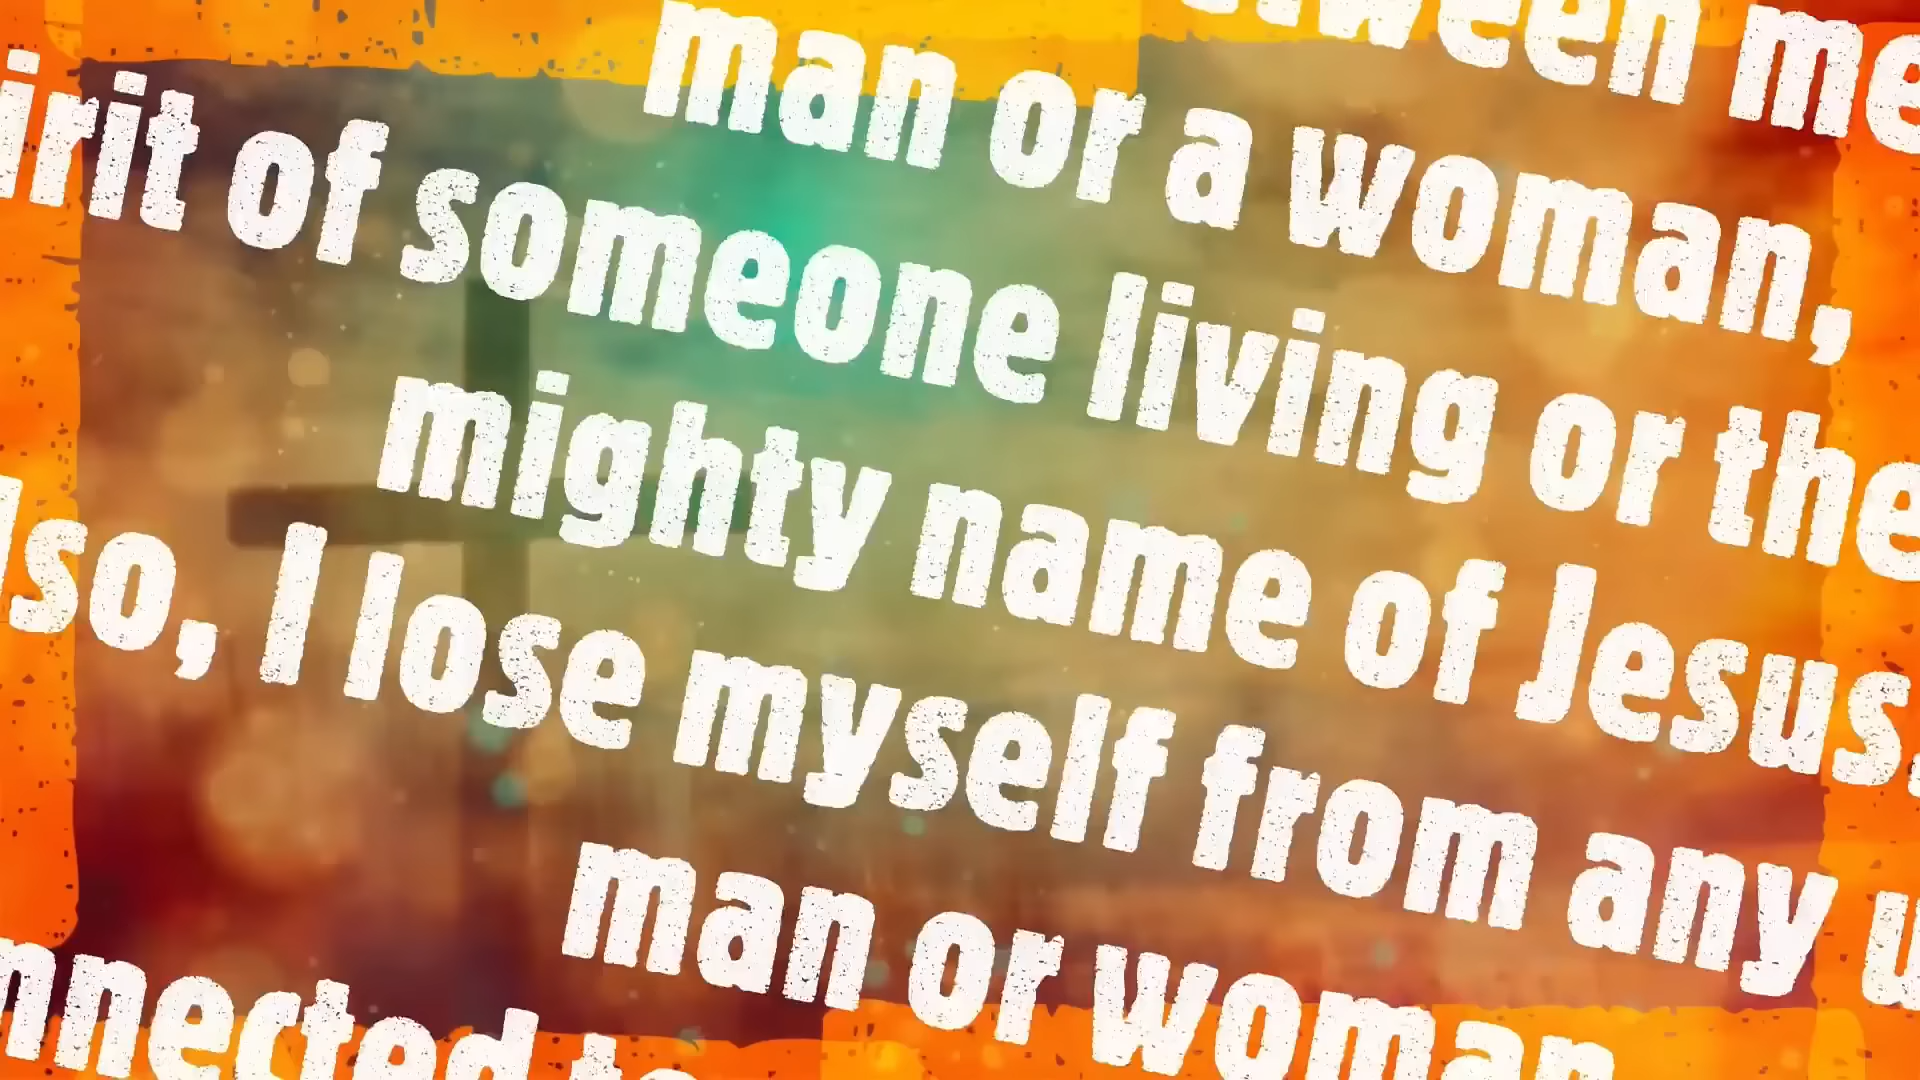 tween me
man or a woman,
irit of someone living or the
mighty name of Jesus.
lso, I lose myself from any u
man or woman
nnected to